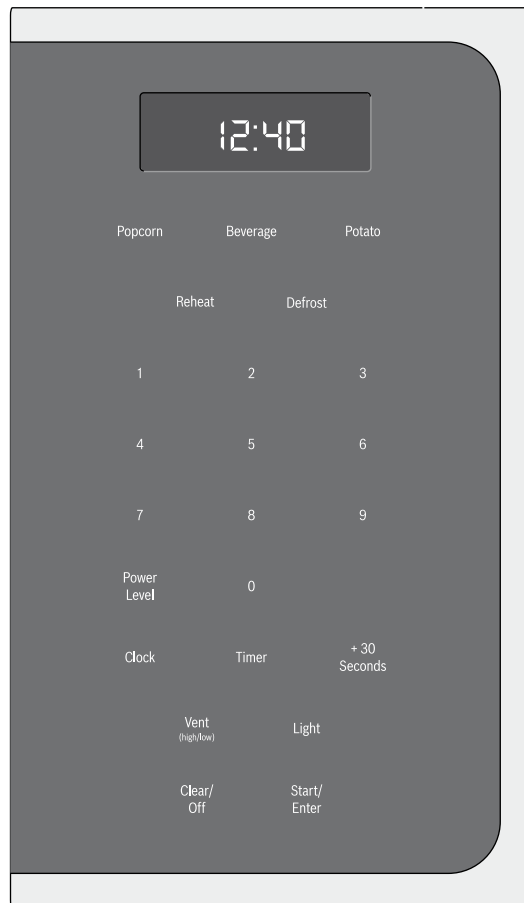 12:40
Popcorn Beverage Potato
Reheat Defrost
1 2 3
4 5 6
7 8 9
Power
Level
0
Clock Timer
+ 30
Seconds
Vent
(high/low)
Light
Clear/
Off
Start/
Enter